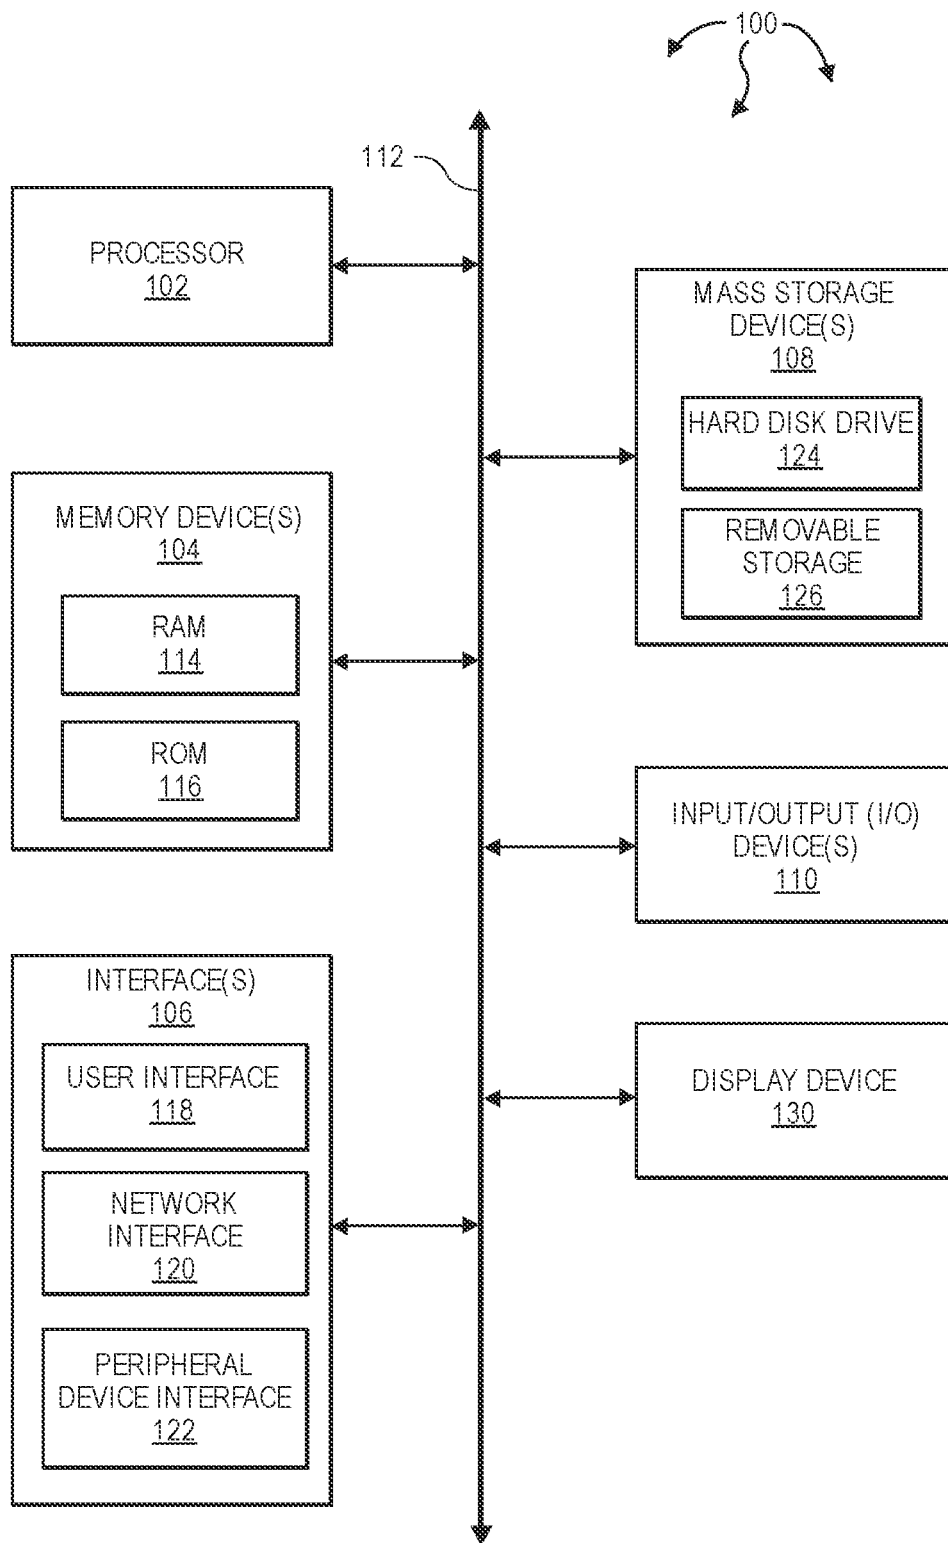 100
112
PROCESSOR
102
MEMORY DEVICE(S)
104
RAM
114
ROM
116
INTERFACE(S)
106
USER INTERFACE
118
NETWORK
INTERFACE
120
PERIPHERAL
DEVICE INTERFACE
122
MASS STORAGE
DEVICE(S)
108
HARD DISK DRIVE
124
REMOVABLE
STORAGE
126
INPUT/OUTPUT (I/O)
DEVICE(S)
110
DISPLAY DEVICE
130